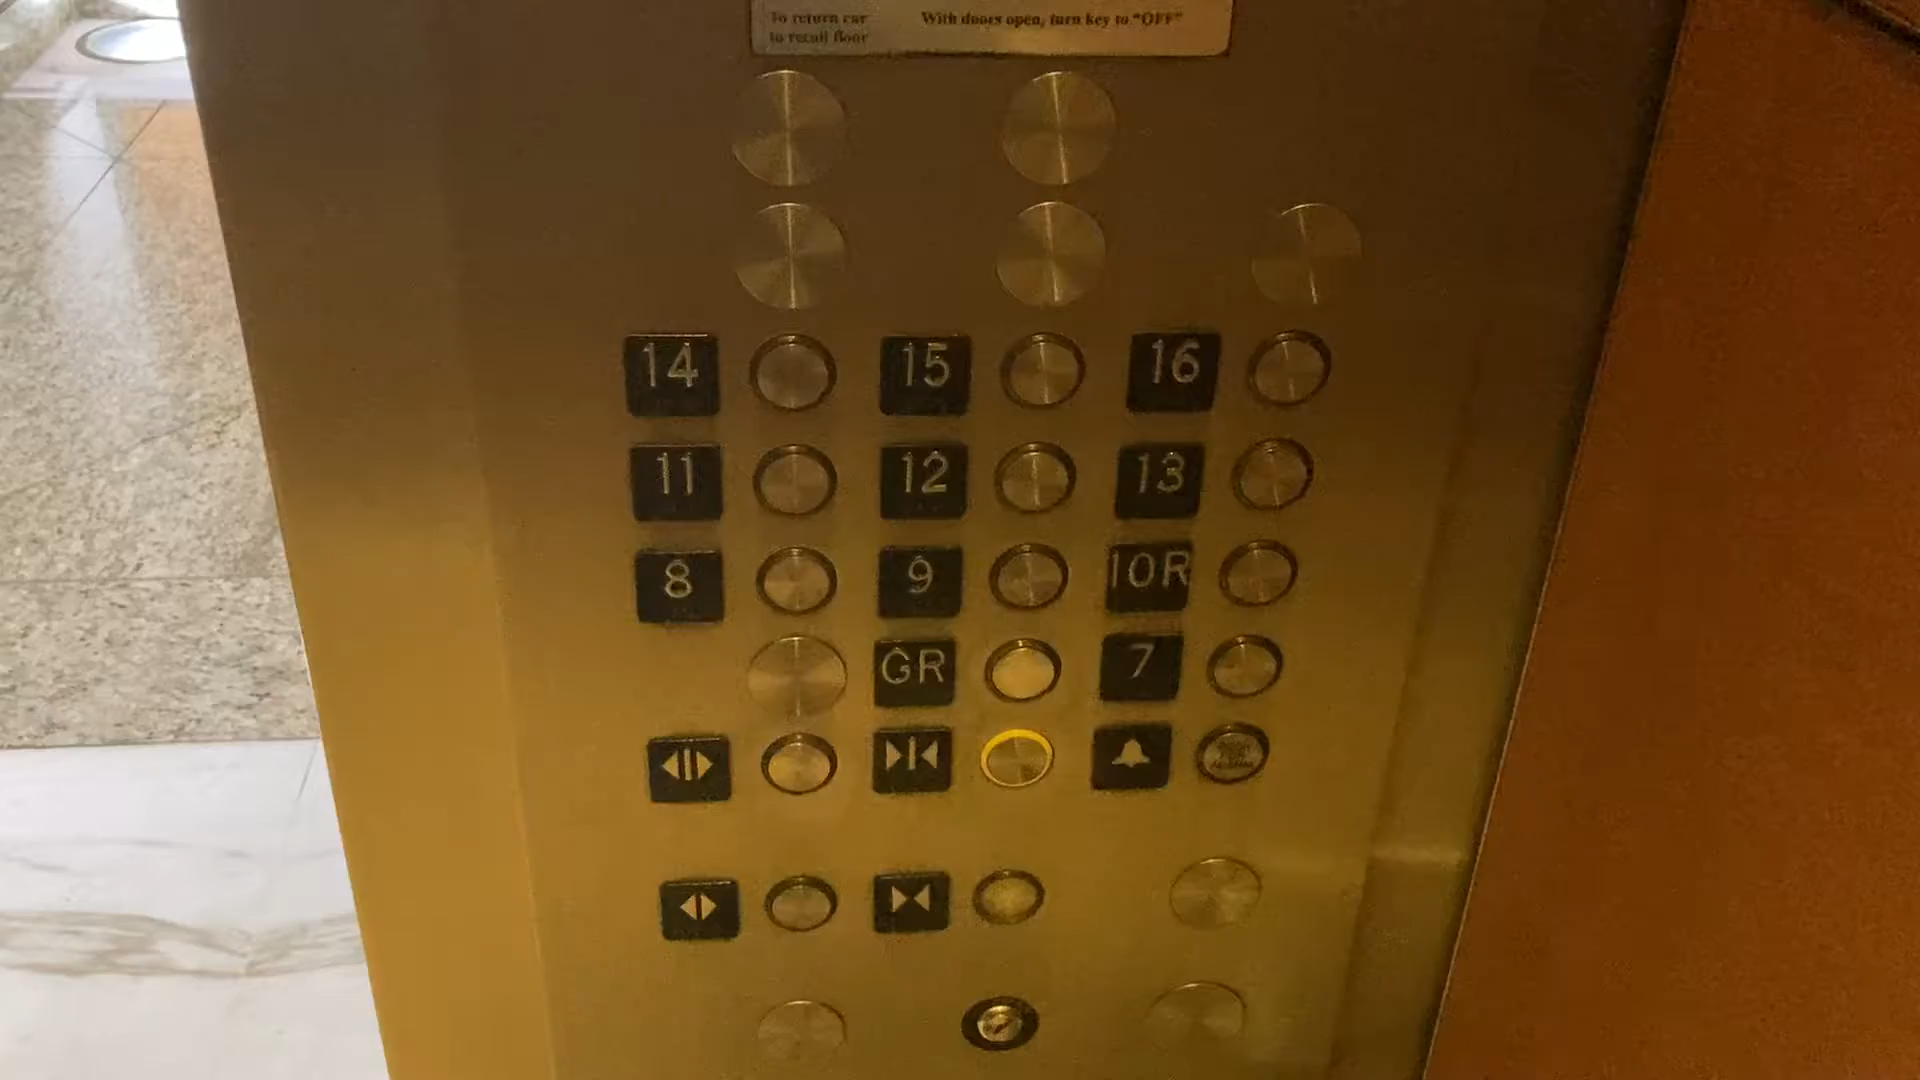 To return car With doors open, turn key to "OFF"
to recall floor
14 15 16
11 12 13
8 9 10R
GR 7